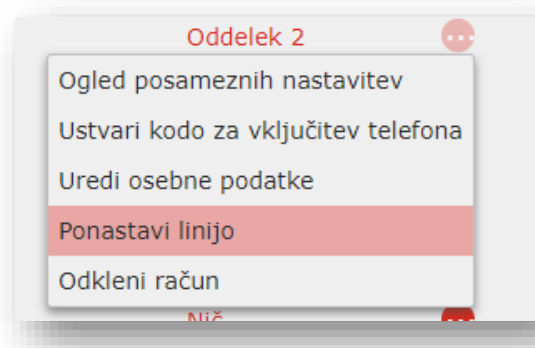 Oddelek 2
Ogled posameznih nastavitev
Ustvari kodo za vključitev telefona
Uredi osebne podatke
Ponastavi linijo
Odkleni račun
Nič